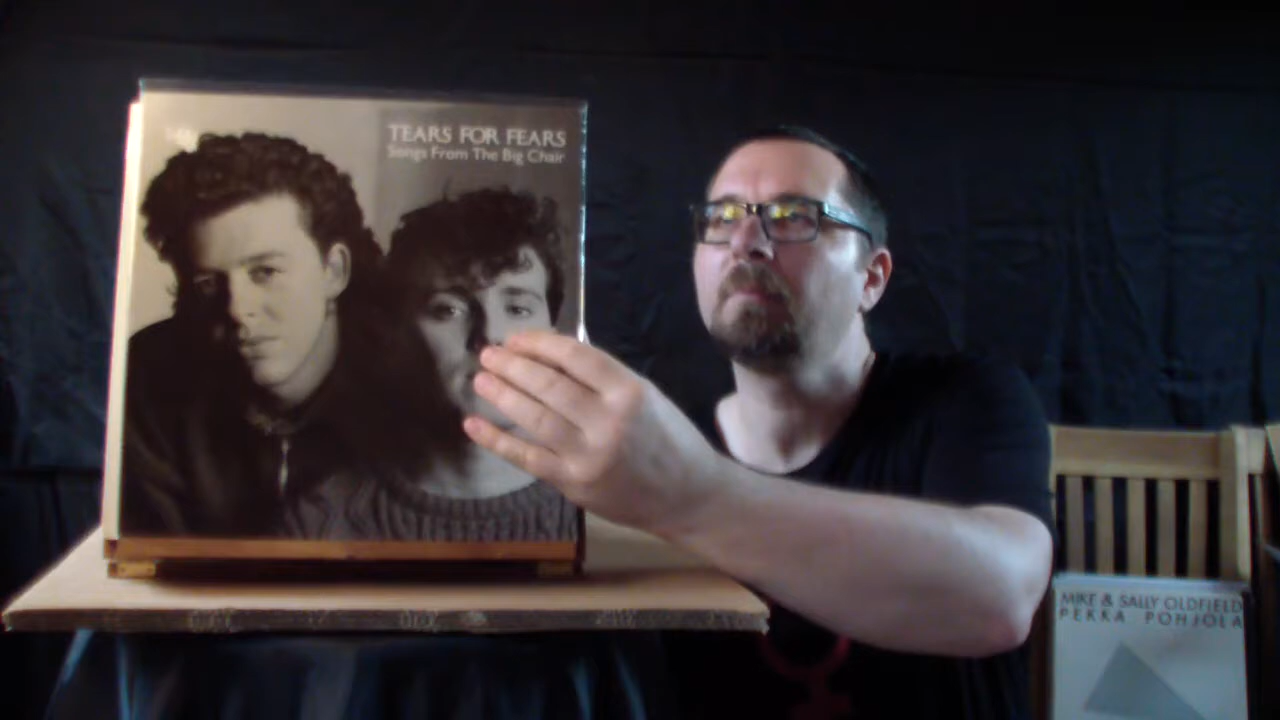 TEARS FOR FEARS
Songs From The Big Chair
MIKE & SALLY OLDFIELD
PEKKA POHJOLA